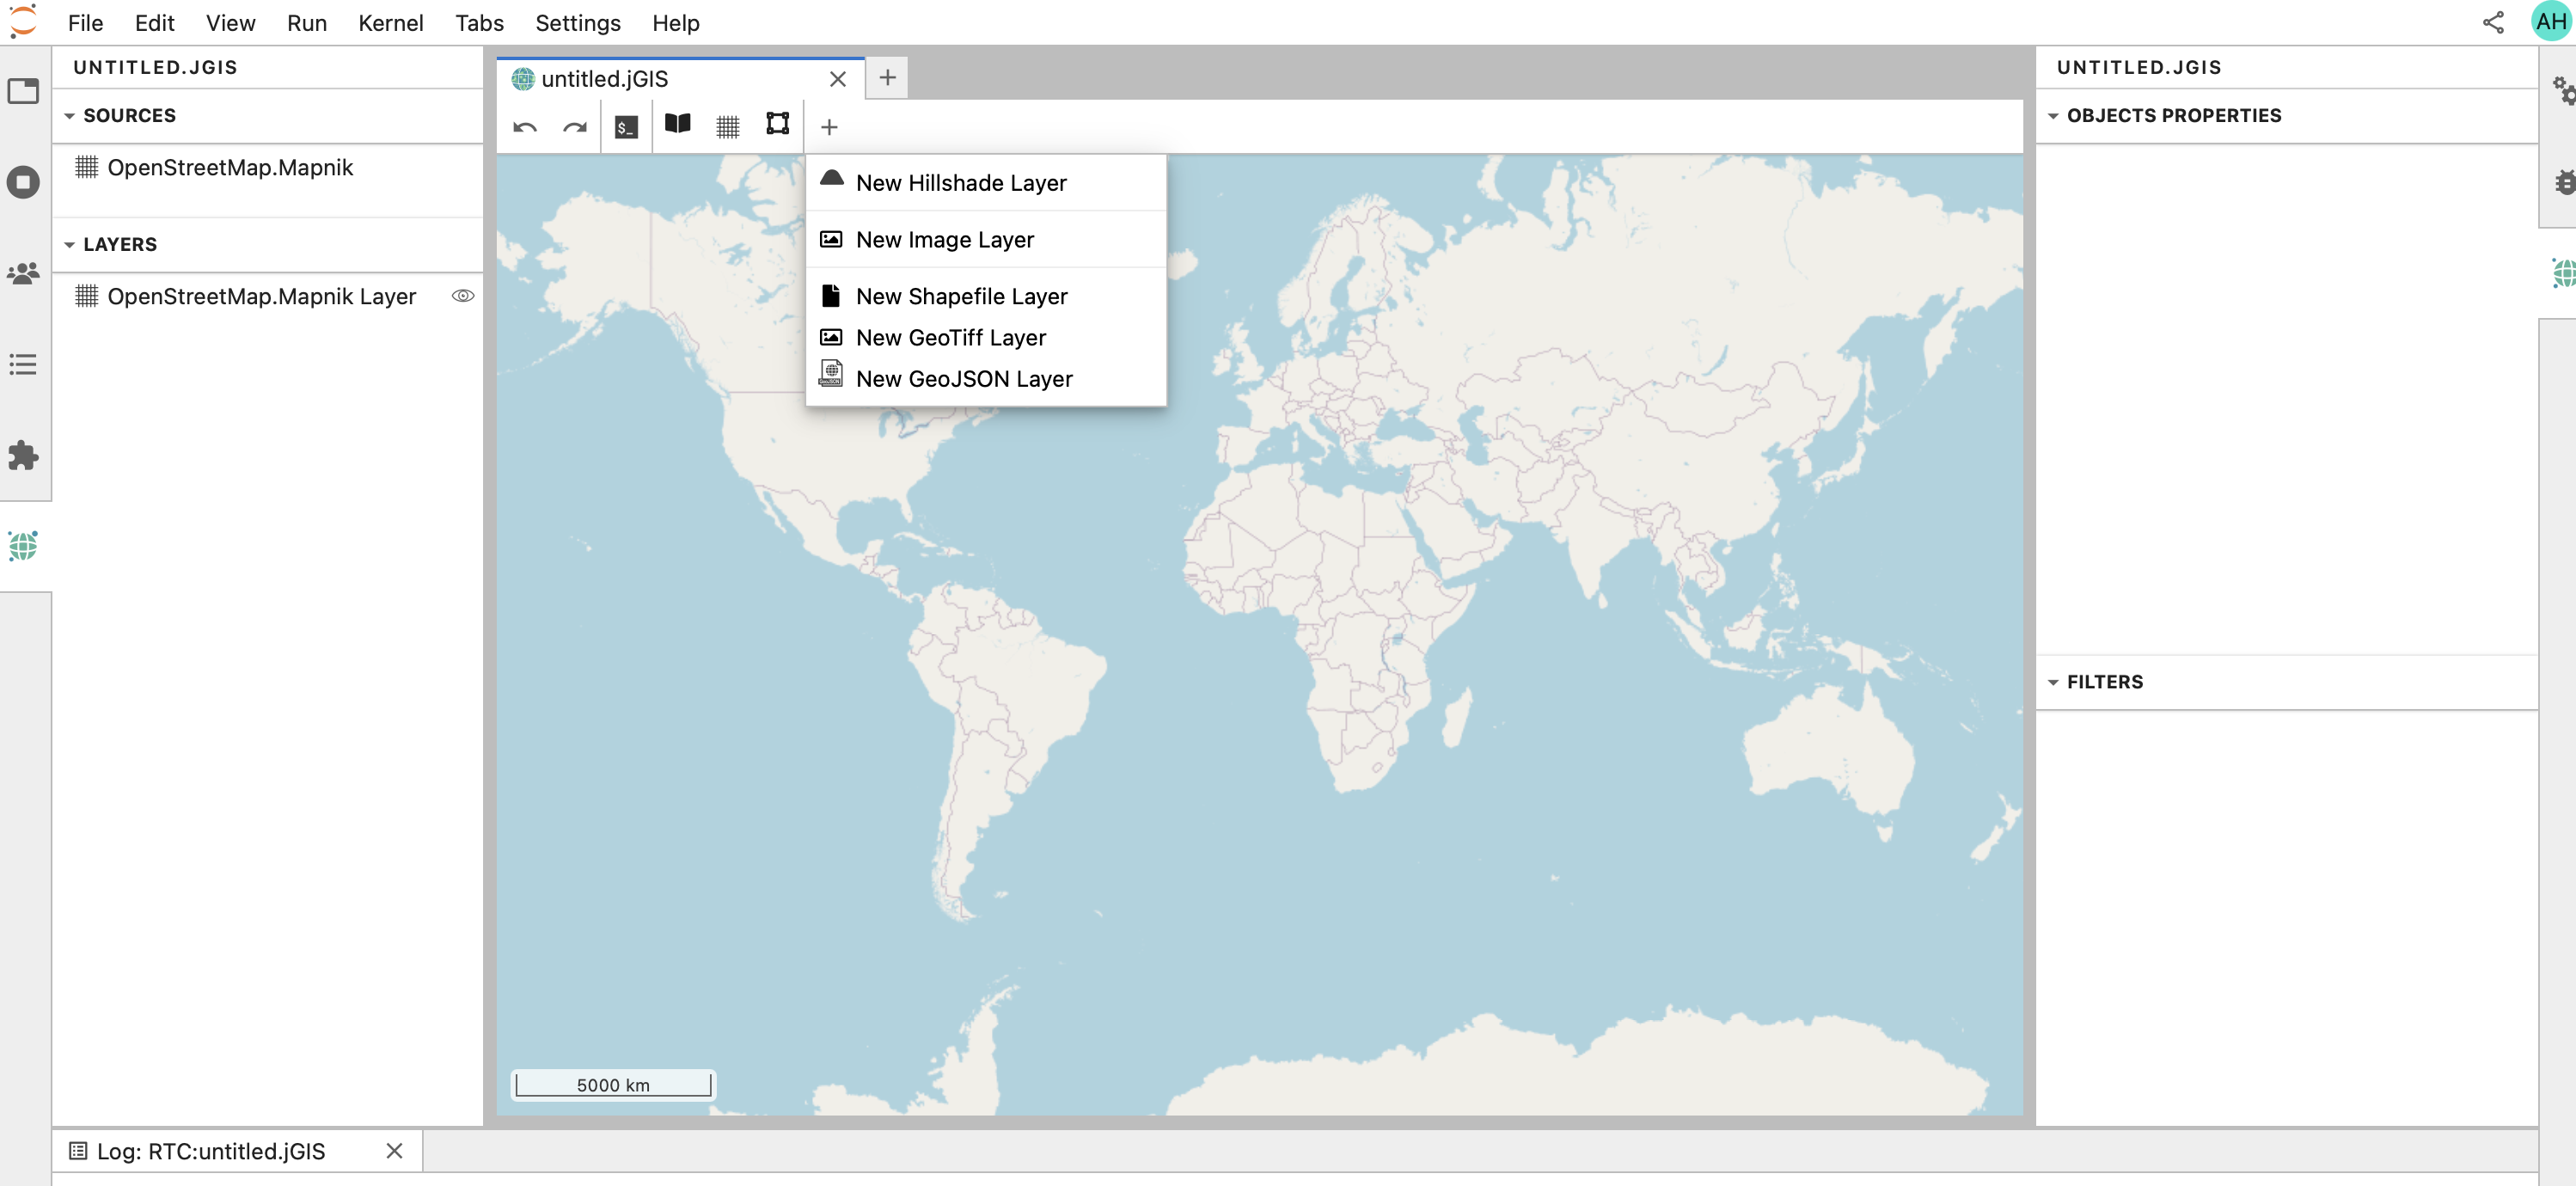 File Edit View Run Kernel Tabs Settings Help
AH
UNTITLED.JGIS
SOURCES
OpenStreetMap.Mapnik
LAYERS
OpenStreetMap.Mapnik Layer
untitled.jGIS
$_
New Hillshade Layer
New Image Layer
New Shapefile Layer
New GeoTiff Layer
New GeoJSON Layer
5000 km
UNTITLED.JGIS
OBJECTS PROPERTIES
FILTERS
Log: RTC:untitled.jGIS